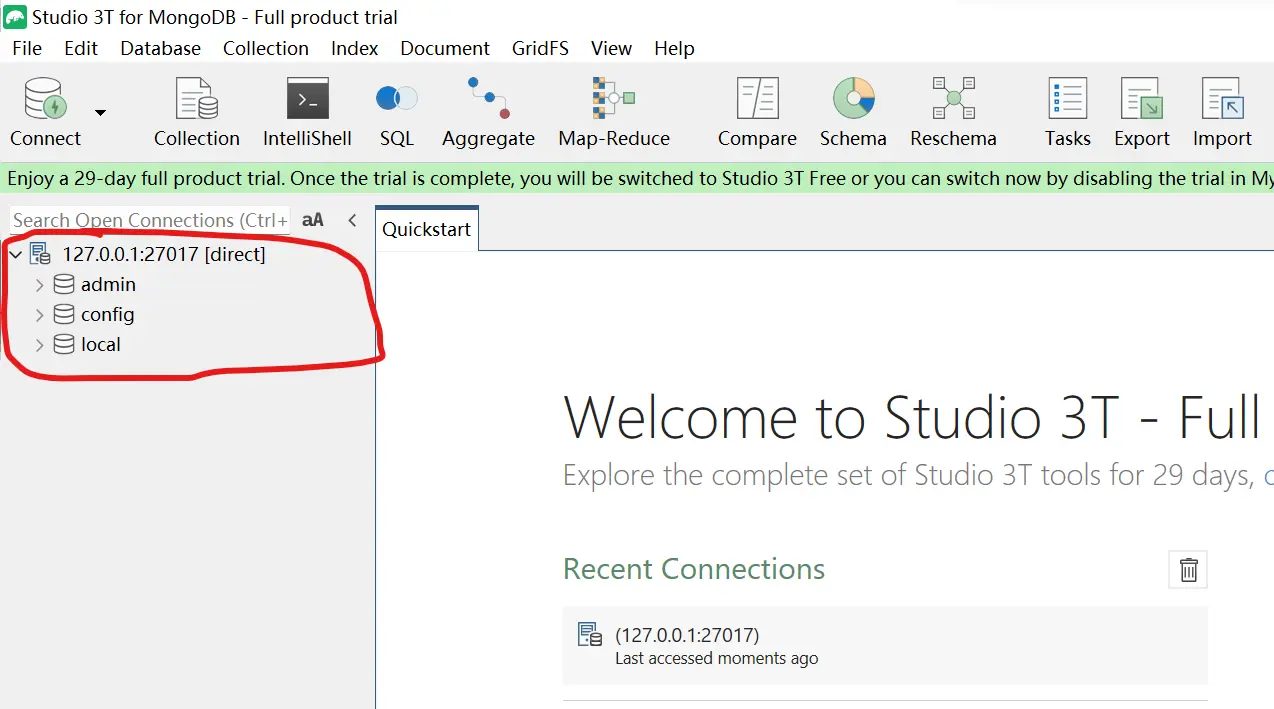 Studio 3T for MongoDB - Full product trial
File Edit Database Collection Index Document GridFS View Help
Connect Collection IntelliShell SQL Aggregate Map-Reduce Compare Schema Reschema Tasks Export Import
Enjoy a 29-day full product trial. Once the trial is complete, you will be switched to Studio 3T Free or you can switch now by disabling the trial in My
Search Open Connections (Ctrl+ aA
Quickstart
127.0.0.1:27017 [direct]
admin
config
local
Welcome to Studio 3T - Full
Explore the complete set of Studio 3T tools for 29 days,
Recent Connections
(127.0.0.1:27017)
Last accessed moments ago